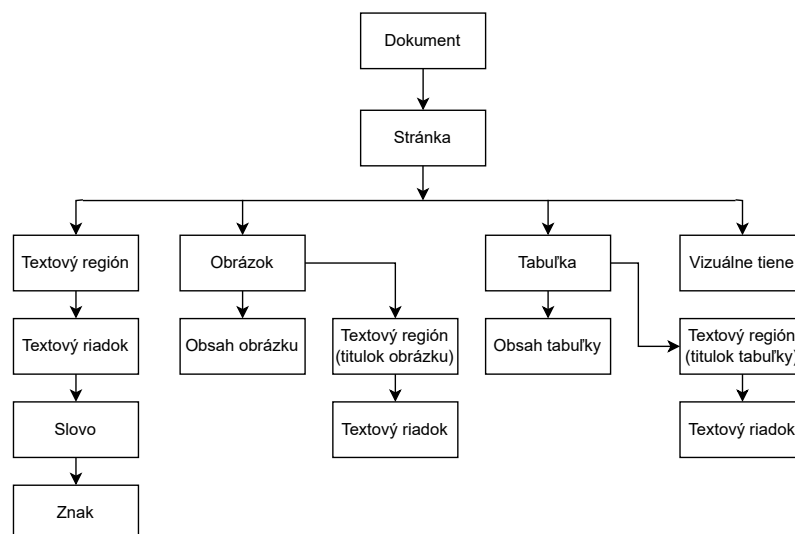 Dokument
Stránka
Textový región
Obrázok
Tabuľka
Vizuálne tiene
Textový riadok
Obsah obrázku
Textový región
(titulok obrázku)
Obsah tabuľky
Textový región
(titulok tabuľky)
Slovo
Textový riadok
Textový riadok
Znak